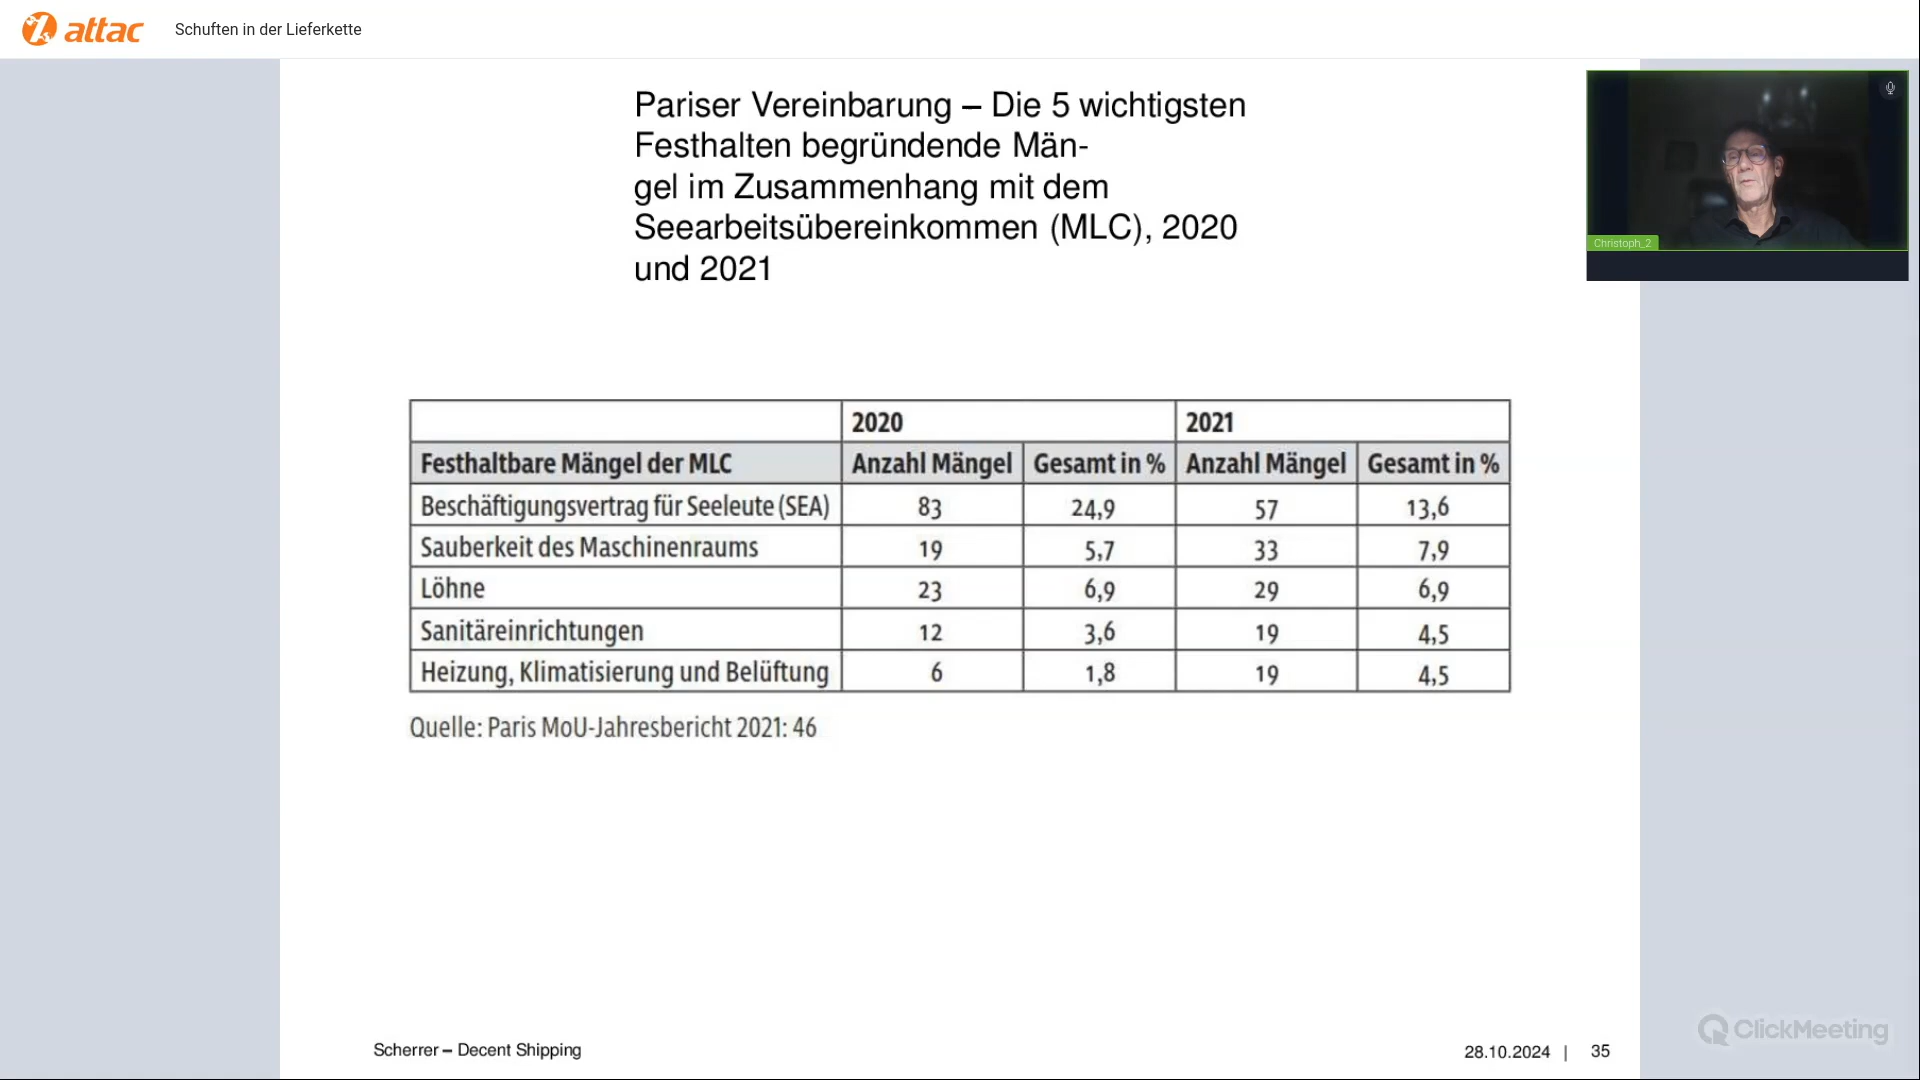 attac
Schuften in der Lieferkette
Pariser Vereinbarung – Die 5 wichtigsten
Festhalten begründende Män-
gel im Zusammenhang mit dem
Seearbeitsübereinkommen (MLC), 2020
und 2021
Christoph_2
2020 2021
Festhaltbare Mängel der MLC Anzahl Mängel Gesamt in % Anzahl Mängel Gesamt in %
Beschäftigungsvertrag für Seeleute (SEA) 83 24,9 57 13,6
Sauberkeit des Maschinenraums 19 5,7 33 7,9
Löhne 23 6,9 29 6,9
Sanitäreinrichtungen 12 3,6 19 4,5
Heizung, Klimatisierung und Belüftung 6 1,8 19 4,5
Quelle: Paris MoU-Jahresbericht 2021: 46
ClickMeeting
Scherrer – Decent Shipping
28.10.2024 | 35